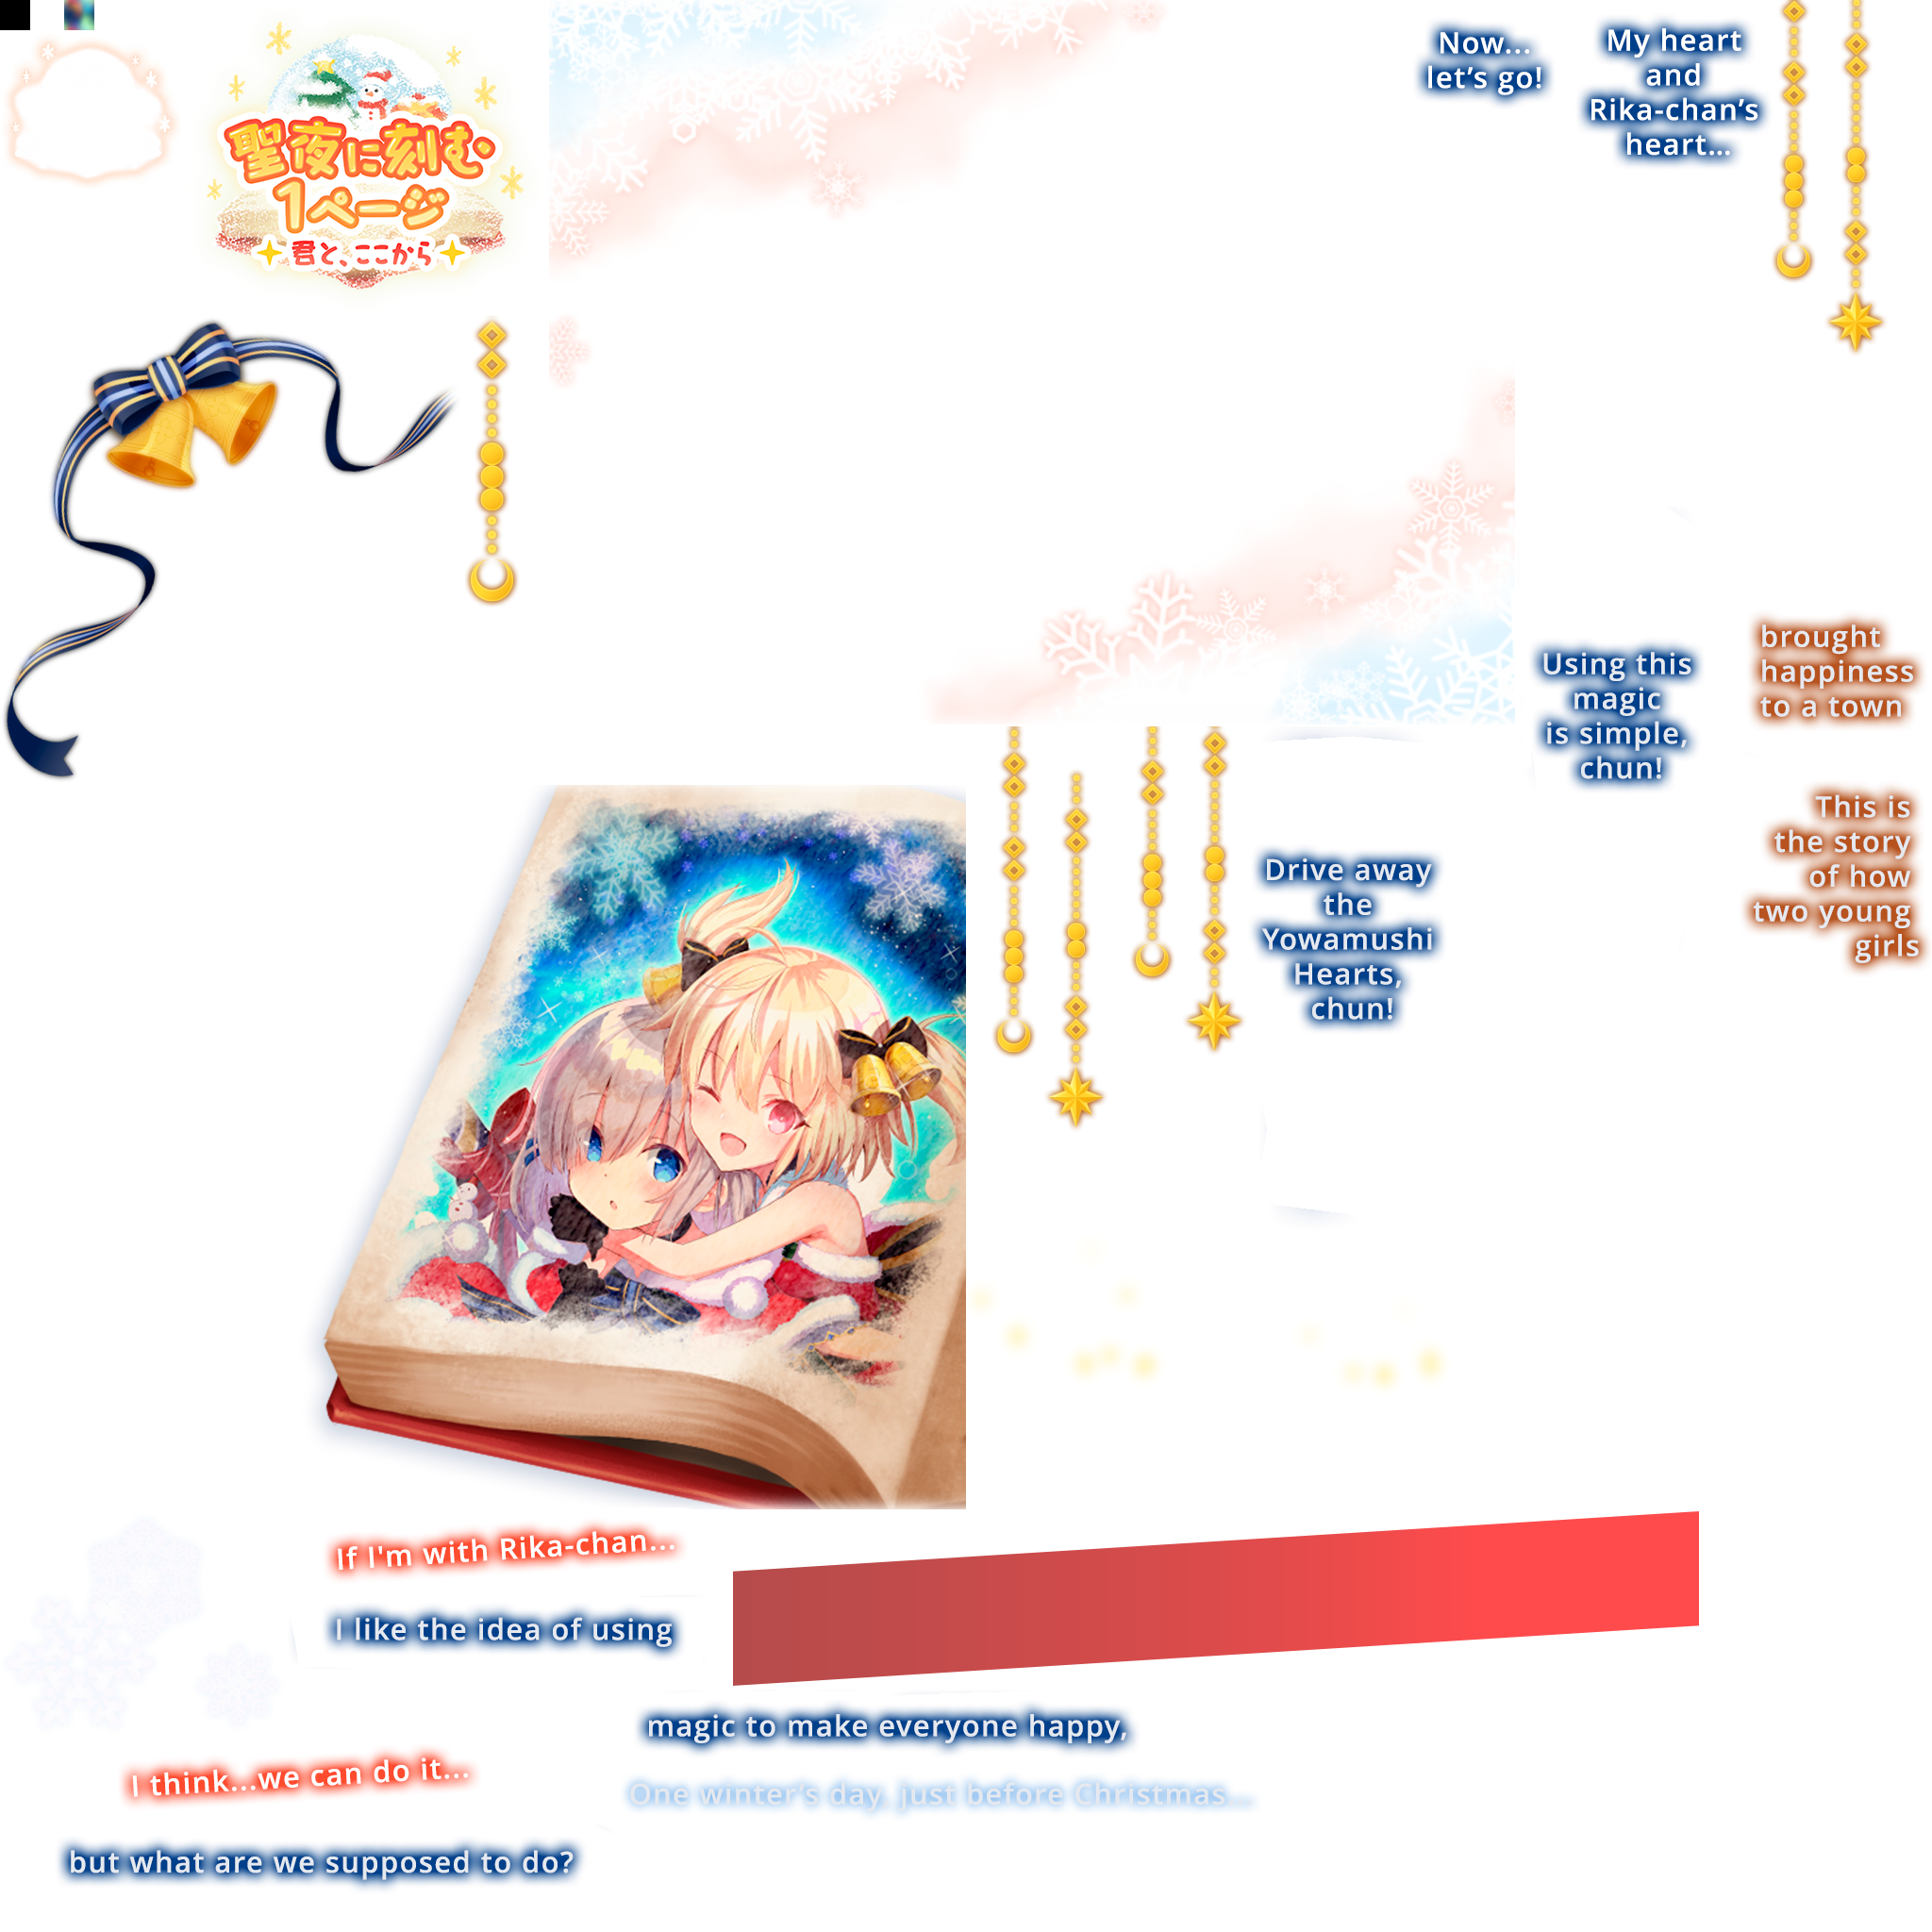 聖夜に刻む
1ページ
君と、ここから
Now...
let's go!
My heart
and
Rika-chan's
heart...
Using this
magic
is simple,
chun!
brought
happiness
to a town
This is
the story
of how
two young
girls
Drive away
the
Yowamushi
Hearts,
chun!
If I'm with Rika-chan...
I like the idea of using
magic to make everyone happy,
I think...we can do it...
One winter's day, just before Christmas...
but what are we supposed to do?